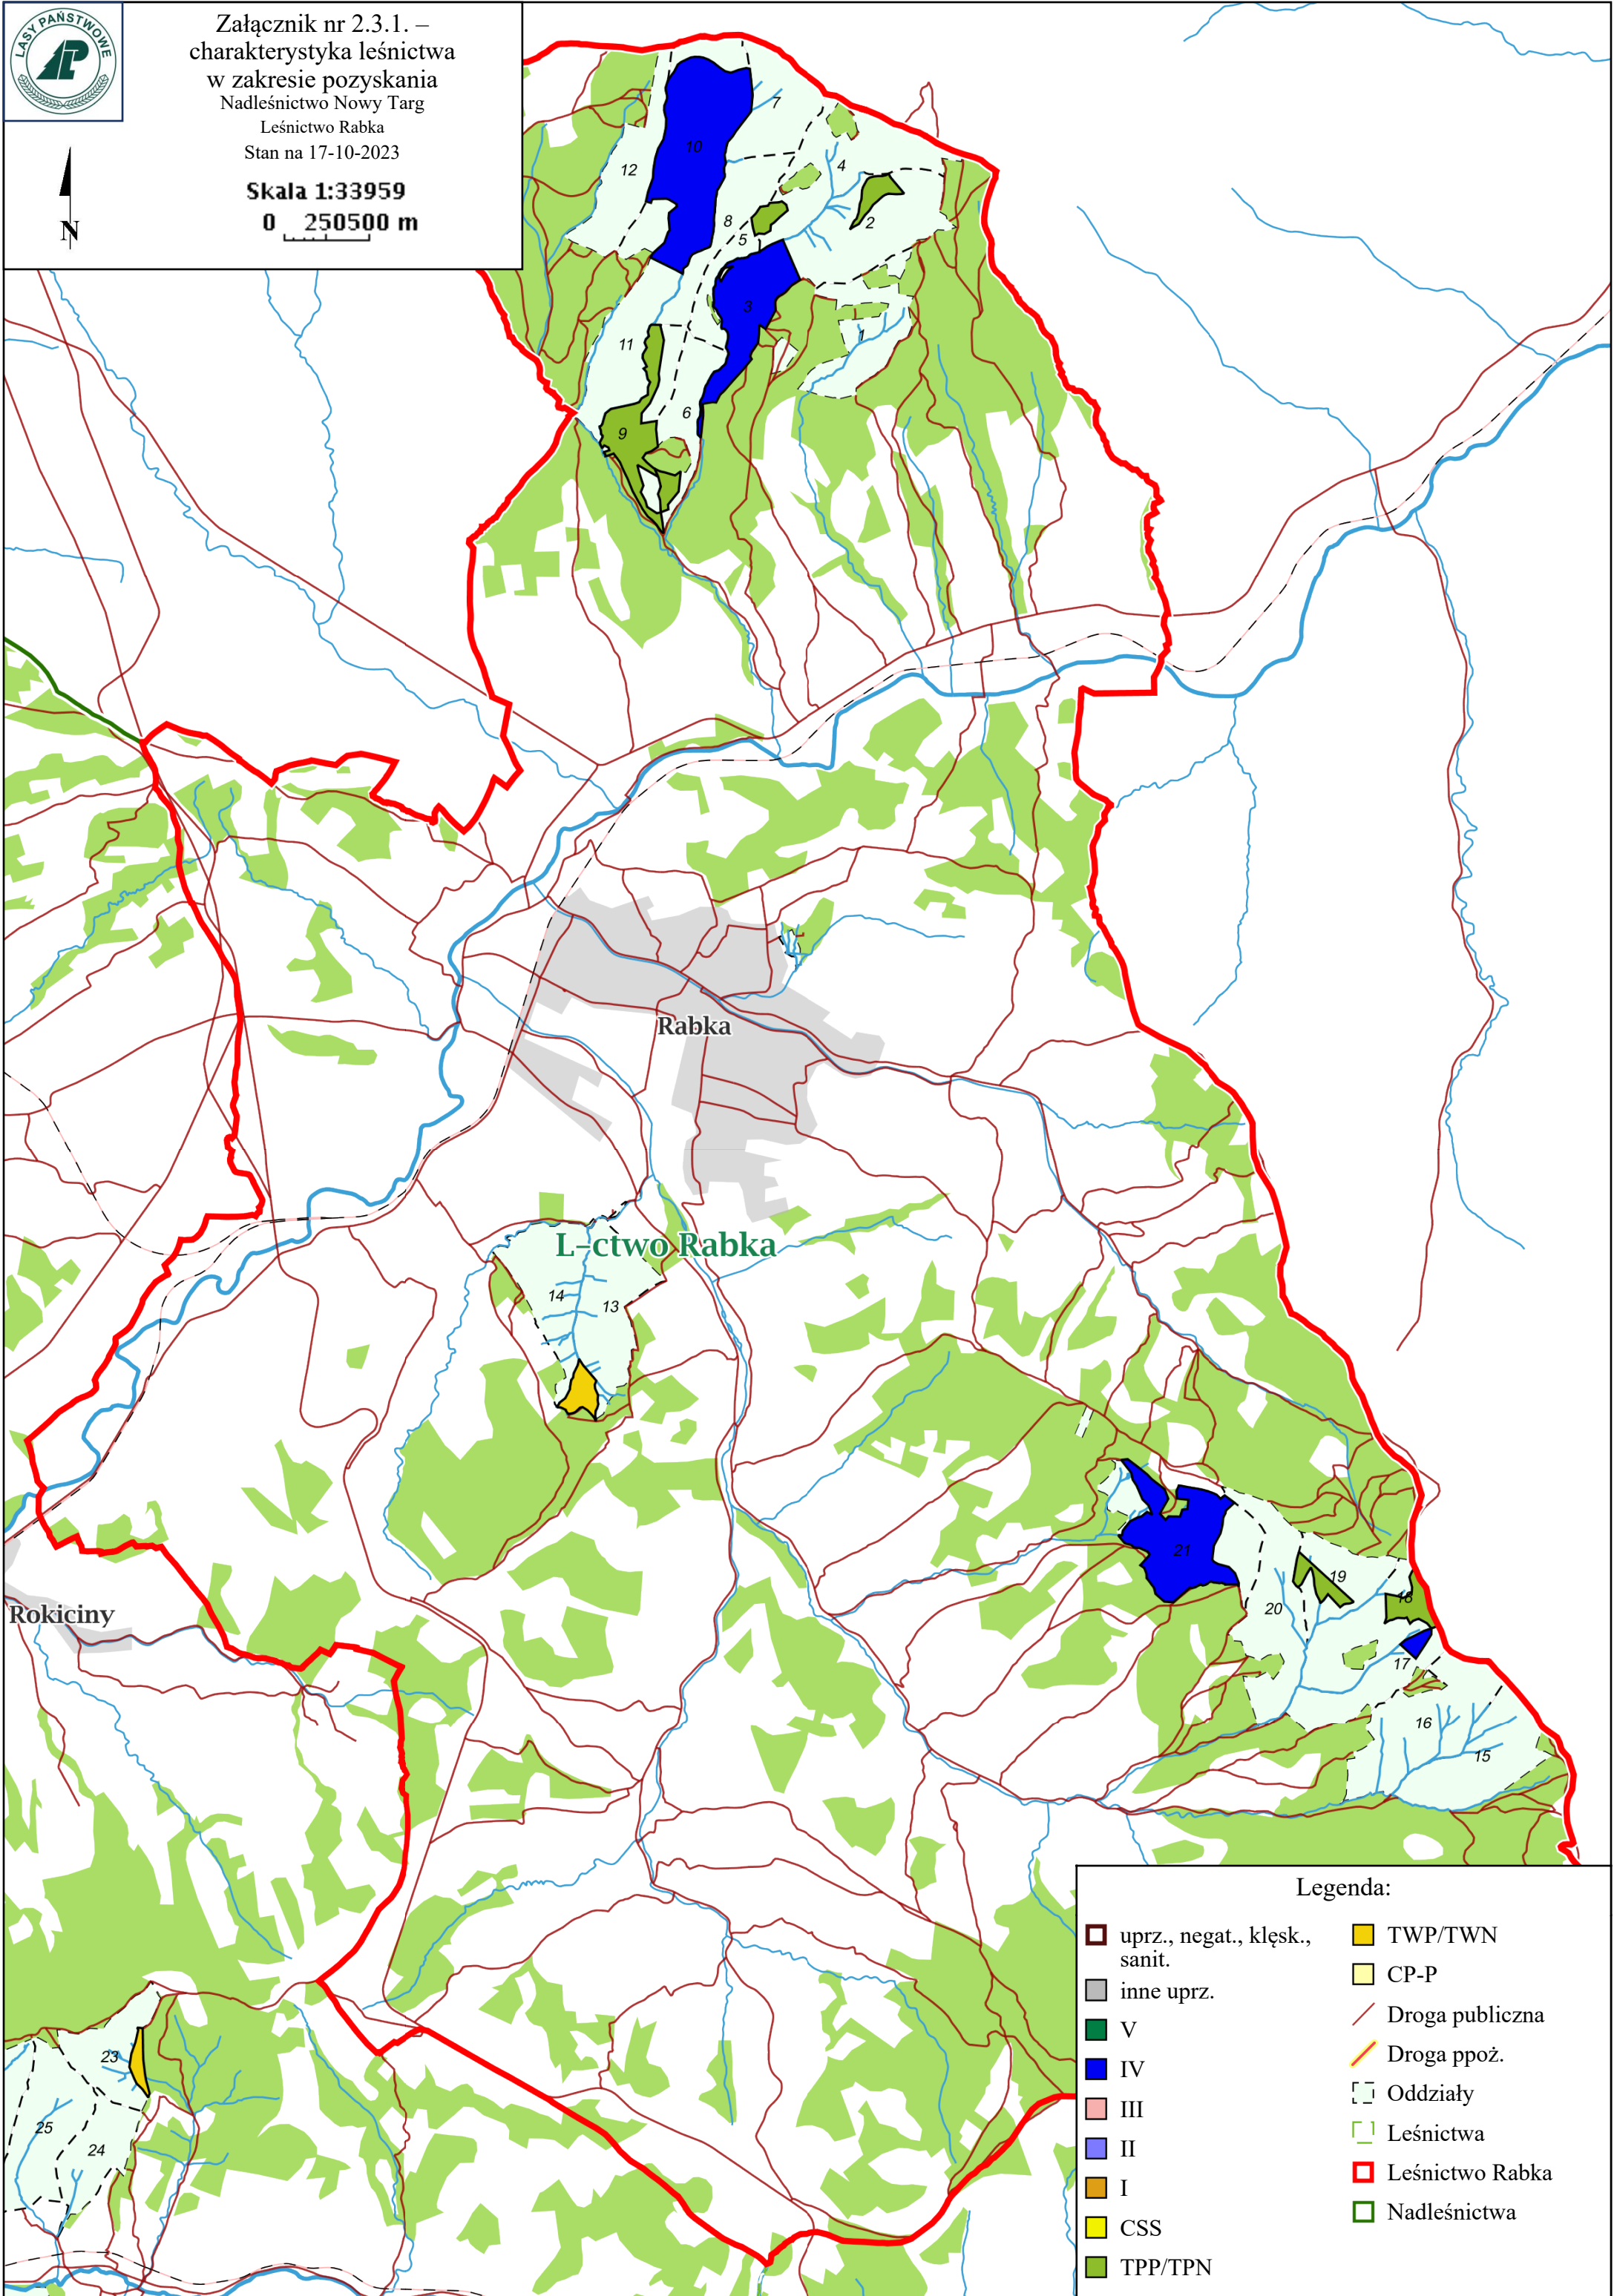 LASY PAŃSTWOWE
Załącznik nr 2.3.1. –
charakterystyka leśnictwa
w zakresie pozyskania
Nadleśnictwo Nowy Targ
Leśnictwo Rabka
Stan na 17-10-2023
Skala 1:33959
0 250500 m
N
7
10
4
12
2
8
5
3
1
11
6
9
Rabka
L-ctwo Rabka
14
13
21
19
18
20
17
16
15
Rokiciny
23
25
24
Legenda:
uprz., negat., klęsk.,
sanit.
inne uprz.
V
IV
III
II
I
CSS
TPP/TPN
TWP/TWN
CP-P
Droga publiczna
Droga ppoż.
Oddziały
Leśnictwa
Leśnictwo Rabka
Nadleśnictwa